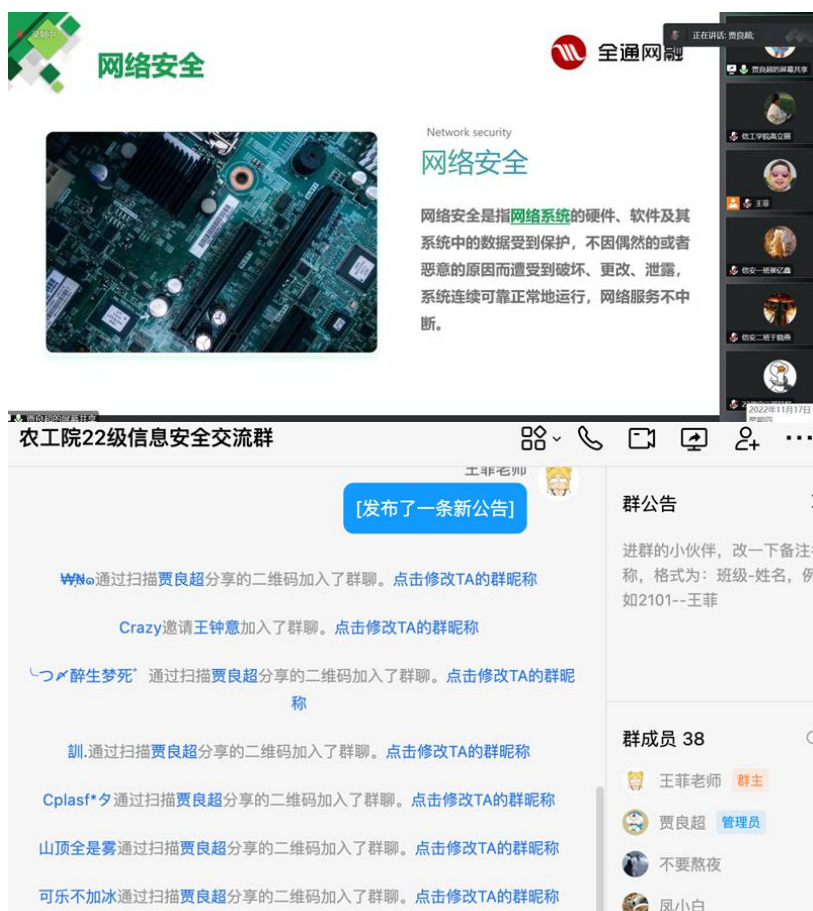 录制中
网络安全
全通网融
正在讲话: 贾良超;
贾良超的屏幕共享
信工学院高立丽
王菲
信安一班崔亿鑫
信安二班于载燕
Network security
网络安全
网络安全是指网络系统的硬件、软件及其
系统中的数据受到保护，不因偶然的或者
恶意的原因而遭受到破坏、更改、泄露，
系统连续可靠正常地运行，网络服务不中
断。
贾良超的屏幕共享
2022年11月17日
星期四
农工院22级信息安全交流群
王菲老师
[发布了一条新公告]
通过扫描贾良超分享的二维码加入了群聊。点击修改TA的群昵称
Crazy邀请王钟意加入了群聊。点击修改TA的群昵称
╰つ〆醉生梦死゜通过扫描贾良超分享的二维码加入了群聊。点击修改TA的群昵
称
訓.通过扫描贾良超分享的二维码加入了群聊。点击修改TA的群昵称
Cplasf*夕通过扫描贾良超分享的二维码加入了群聊。点击修改TA的群昵称
山顶全是雾通过扫描贾良超分享的二维码加入了群聊。点击修改TA的群昵称
可乐不加冰通过扫描贾良超分享的二维码加入了群聊。点击修改TA的群昵称
群公告
进群的小伙伴，改一下备注
称，格式为：班级-姓名，例
如2101--王菲
群成员 38
王菲老师 群主
贾良超 管理员
不要熬夜
凤小白